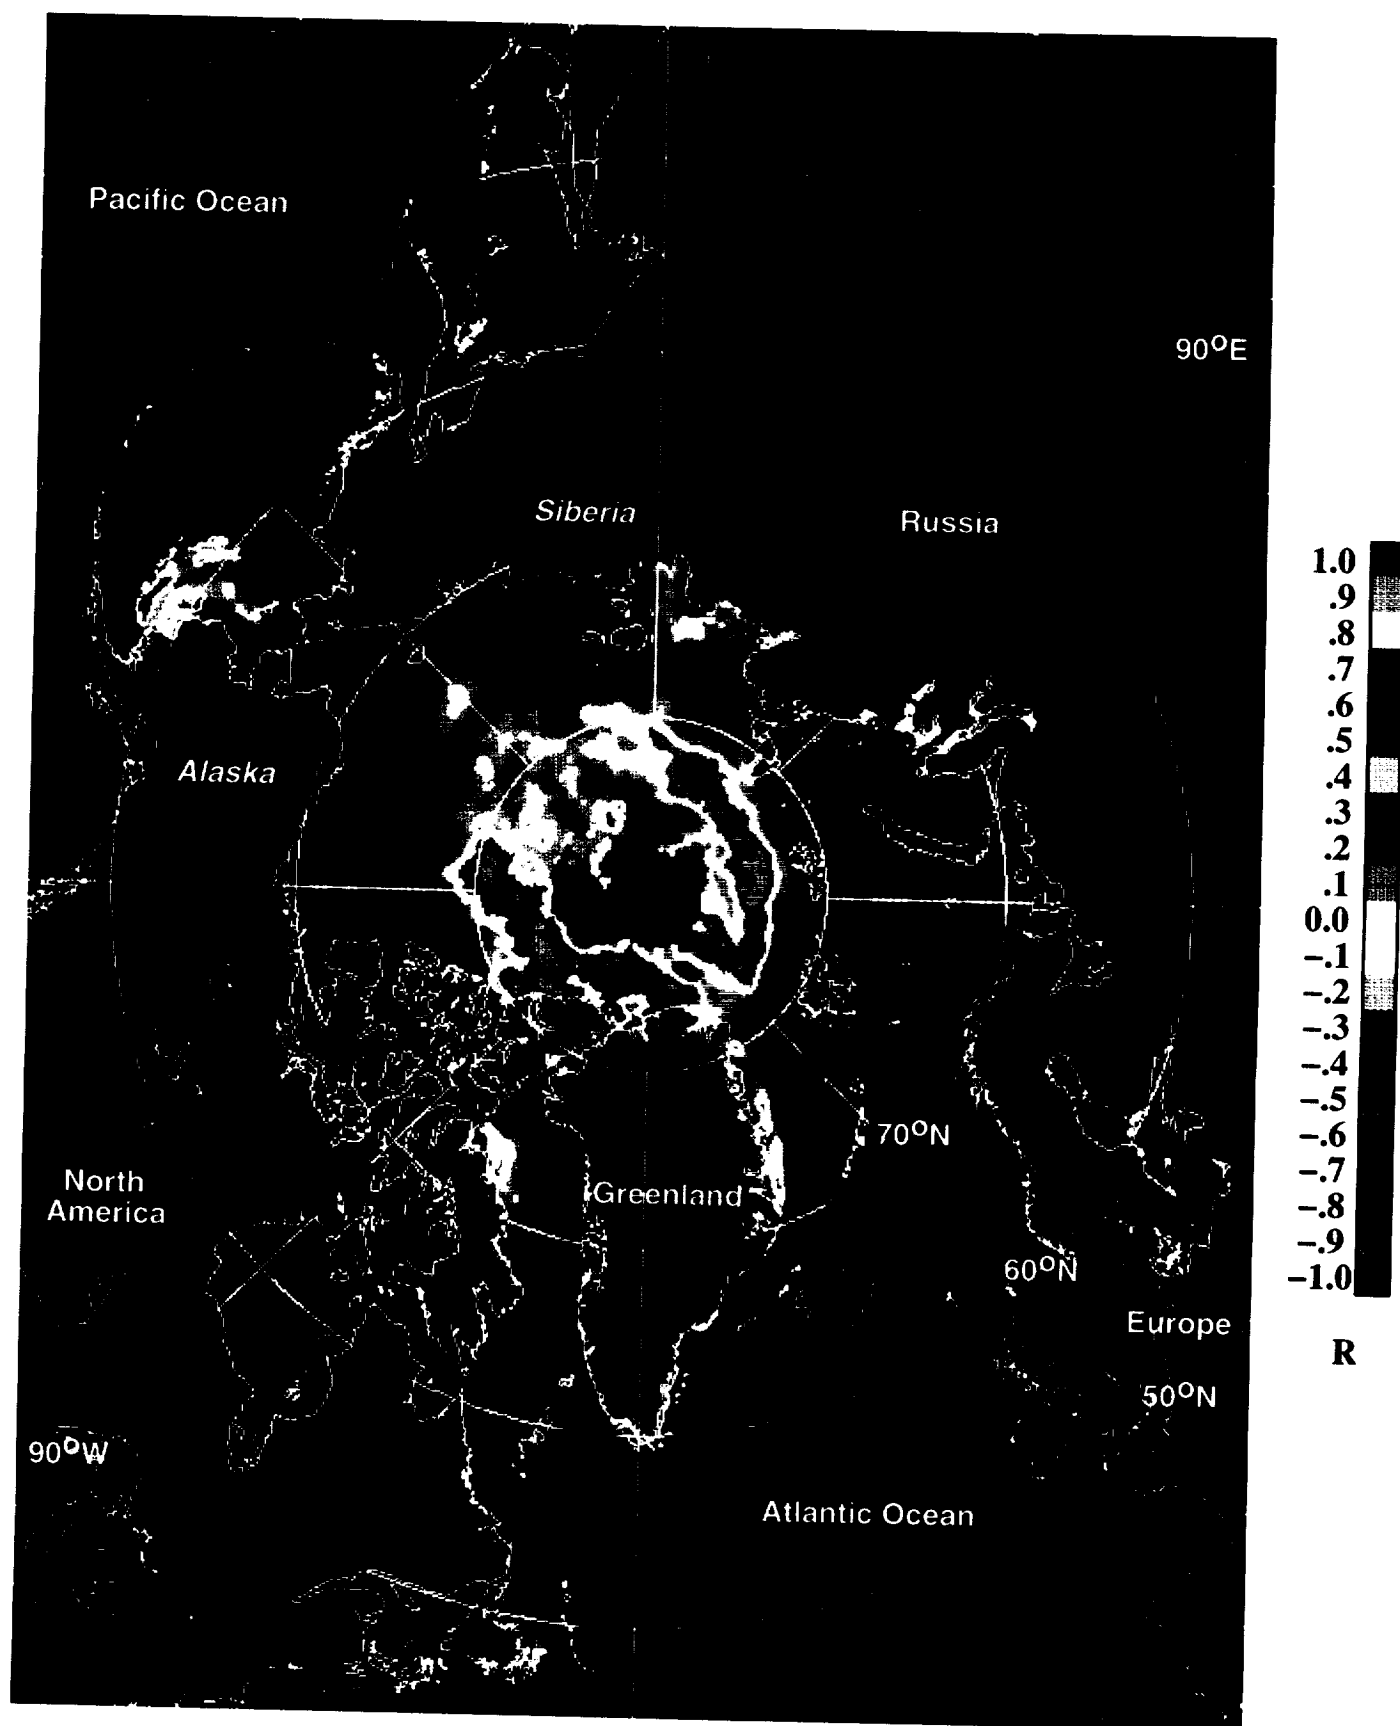 Pacific Ocean
90°E
Siberia
Russia
1.0
.9
.8
.7
.6
.5
.4
.3
.2
.1
0.0
−.1
−.2
−.3
−.4
−.5
−.6
−.7
−.8
−.9
−1.0
R
Alaska
70°N
North
America
Greenland
60°N
Europe
50°N
90°W
Atlantic Ocean